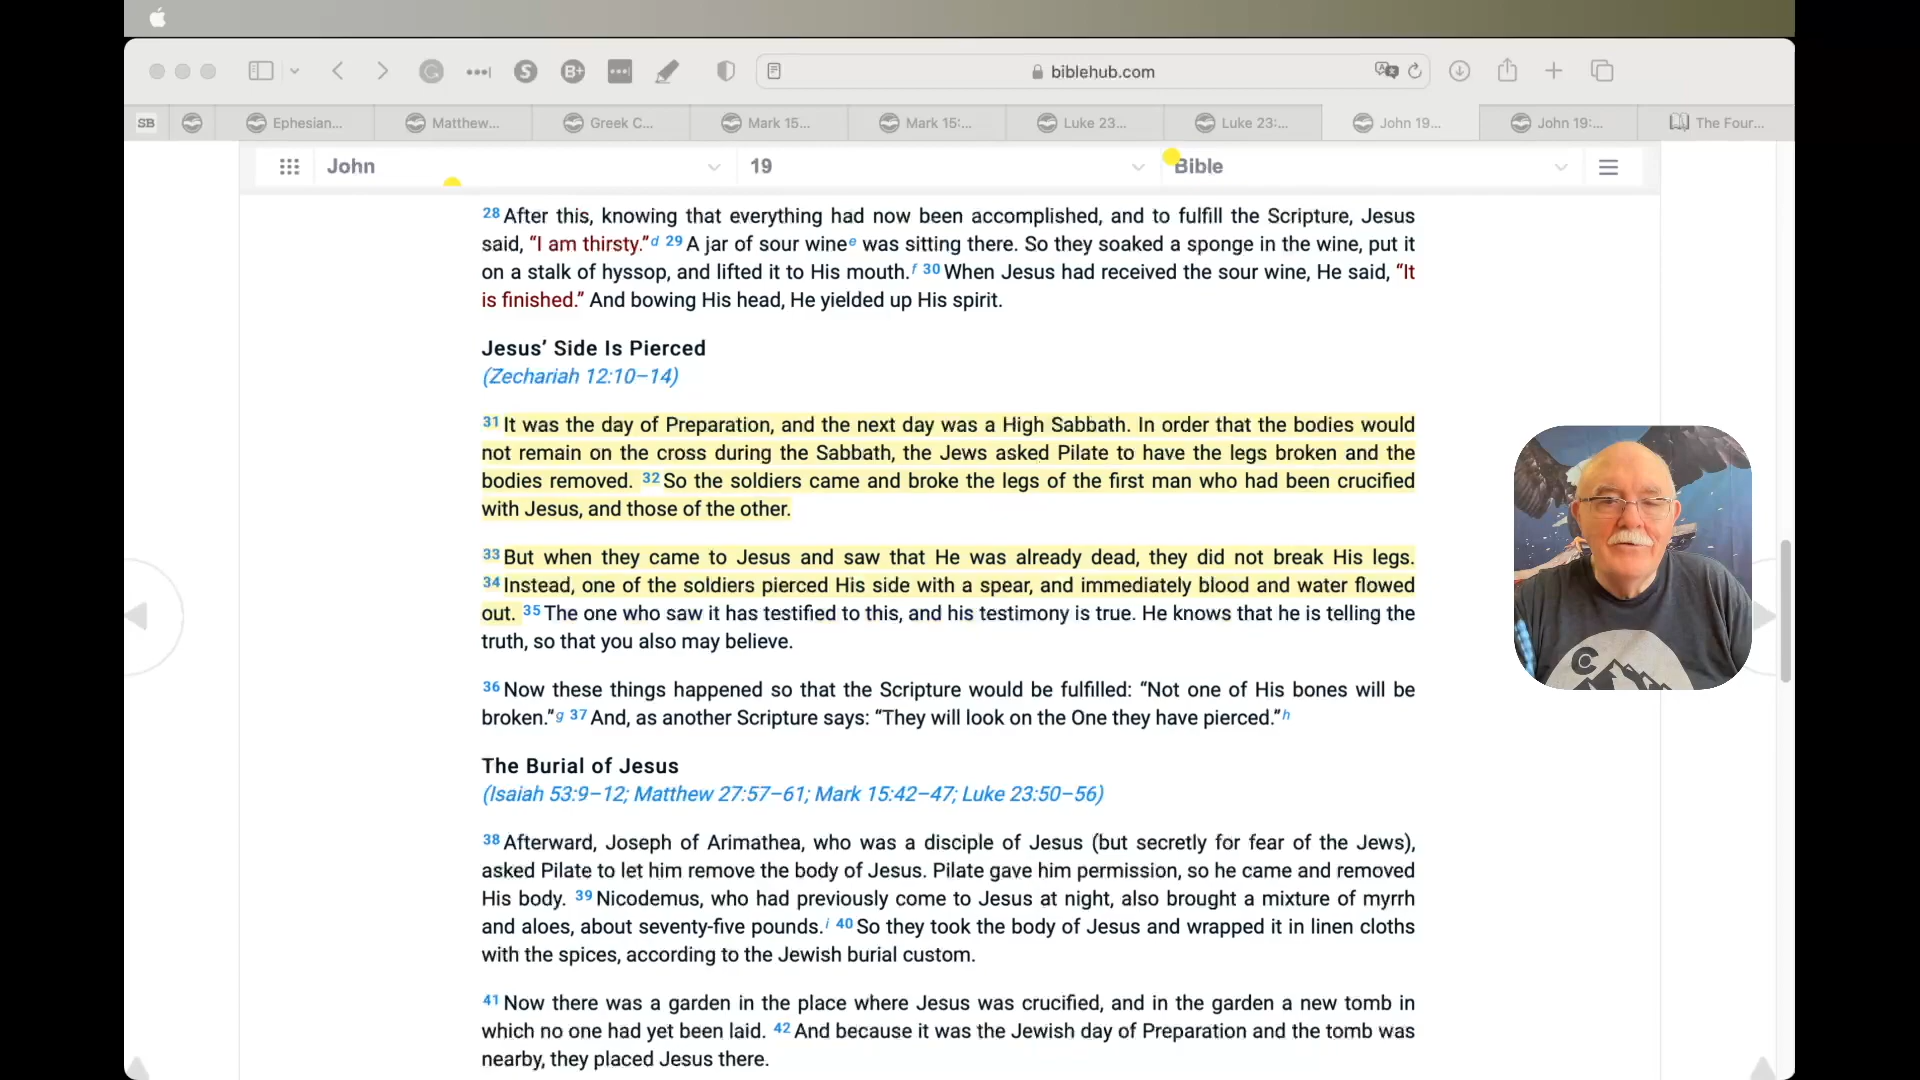 biblehub.com
SB Ephesian... Matthew... Greek C... Mark 15... Mark 15:... Luke 23... Luke 23:... John 19... John 19:... The Four...
John 19 Bible
28 After this, knowing that everything had now been accomplished, and to fulfill the Scripture, Jesus
said, “I am thirsty.”d 29 A jar of sour winee was sitting there. So they soaked a sponge in the wine, put it
on a stalk of hyssop, and lifted it to His mouth.f 30 When Jesus had received the sour wine, He said, “It
is finished.” And bowing His head, He yielded up His spirit.
Jesus’ Side Is Pierced
(Zechariah 12:10–14)
31 It was the day of Preparation, and the next day was a High Sabbath. In order that the bodies would
not remain on the cross during the Sabbath, the Jews asked Pilate to have the legs broken and the
bodies removed. 32 So the soldiers came and broke the legs of the first man who had been crucified
with Jesus, and those of the other.
33 But when they came to Jesus and saw that He was already dead, they did not break His legs.
34 Instead, one of the soldiers pierced His side with a spear, and immediately blood and water flowed
out. 35 The one who saw it has testified to this, and his testimony is true. He knows that he is telling the
truth, so that you also may believe.
36 Now these things happened so that the Scripture would be fulfilled: “Not one of His bones will be
broken.”g 37 And, as another Scripture says: “They will look on the One they have pierced.”h
The Burial of Jesus
(Isaiah 53:9–12; Matthew 27:57–61; Mark 15:42–47; Luke 23:50–56)
38 Afterward, Joseph of Arimathea, who was a disciple of Jesus (but secretly for fear of the Jews),
asked Pilate to let him remove the body of Jesus. Pilate gave him permission, so he came and removed
His body. 39 Nicodemus, who had previously come to Jesus at night, also brought a mixture of myrrh
and aloes, about seventy-five pounds.i 40 So they took the body of Jesus and wrapped it in linen cloths
with the spices, according to the Jewish burial custom.
41 Now there was a garden in the place where Jesus was crucified, and in the garden a new tomb in
which no one had yet been laid. 42 And because it was the Jewish day of Preparation and the tomb was
nearby, they placed Jesus there.